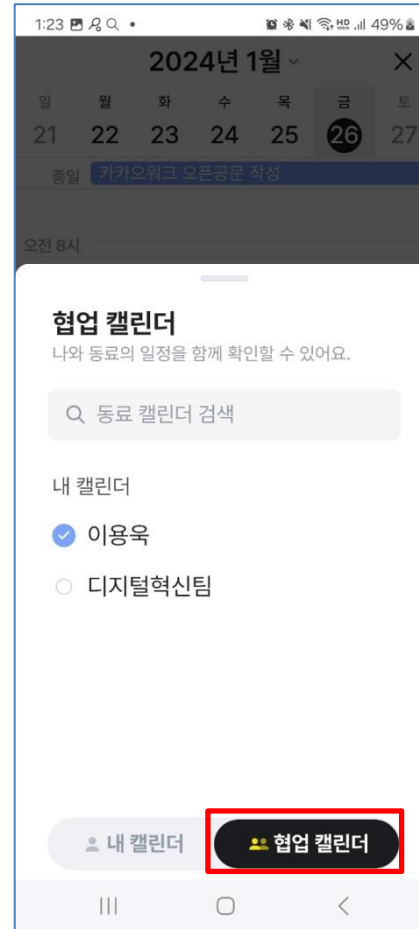 1:23 49%
2024년 1월
일 월 화 수 목 금 토
21 22 23 24 25 26 27
종일 카카오워크 오픈공문 작성
오전 8시
협업 캘린더
나와 동료의 일정을 함께 확인할 수 있어요.
동료 캘린더 검색
내 캘린더
이용욱
디지털혁신팀
내 캘린더 협업 캘린더